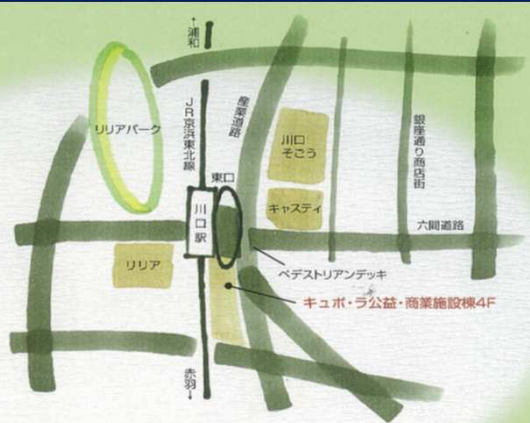 ←浦和
JR京浜東北線
産業道路
リリアパーク
川口
そごう
銀座通り商店街
東口
キャスティ
川口駅
六間道路
リリア
ペデストリアンデッキ
キュポ・ラ公益・商業施設棟4F
赤羽→